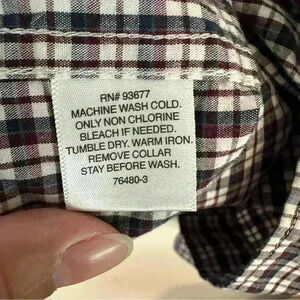 RN# 93677
MACHINE WASH COLD.
ONLY NON CHLORINE
BLEACH IF NEEDED.
TUMBLE DRY. WARM IRON.
REMOVE COLLAR
STAY BEFORE WASH.
76480-3